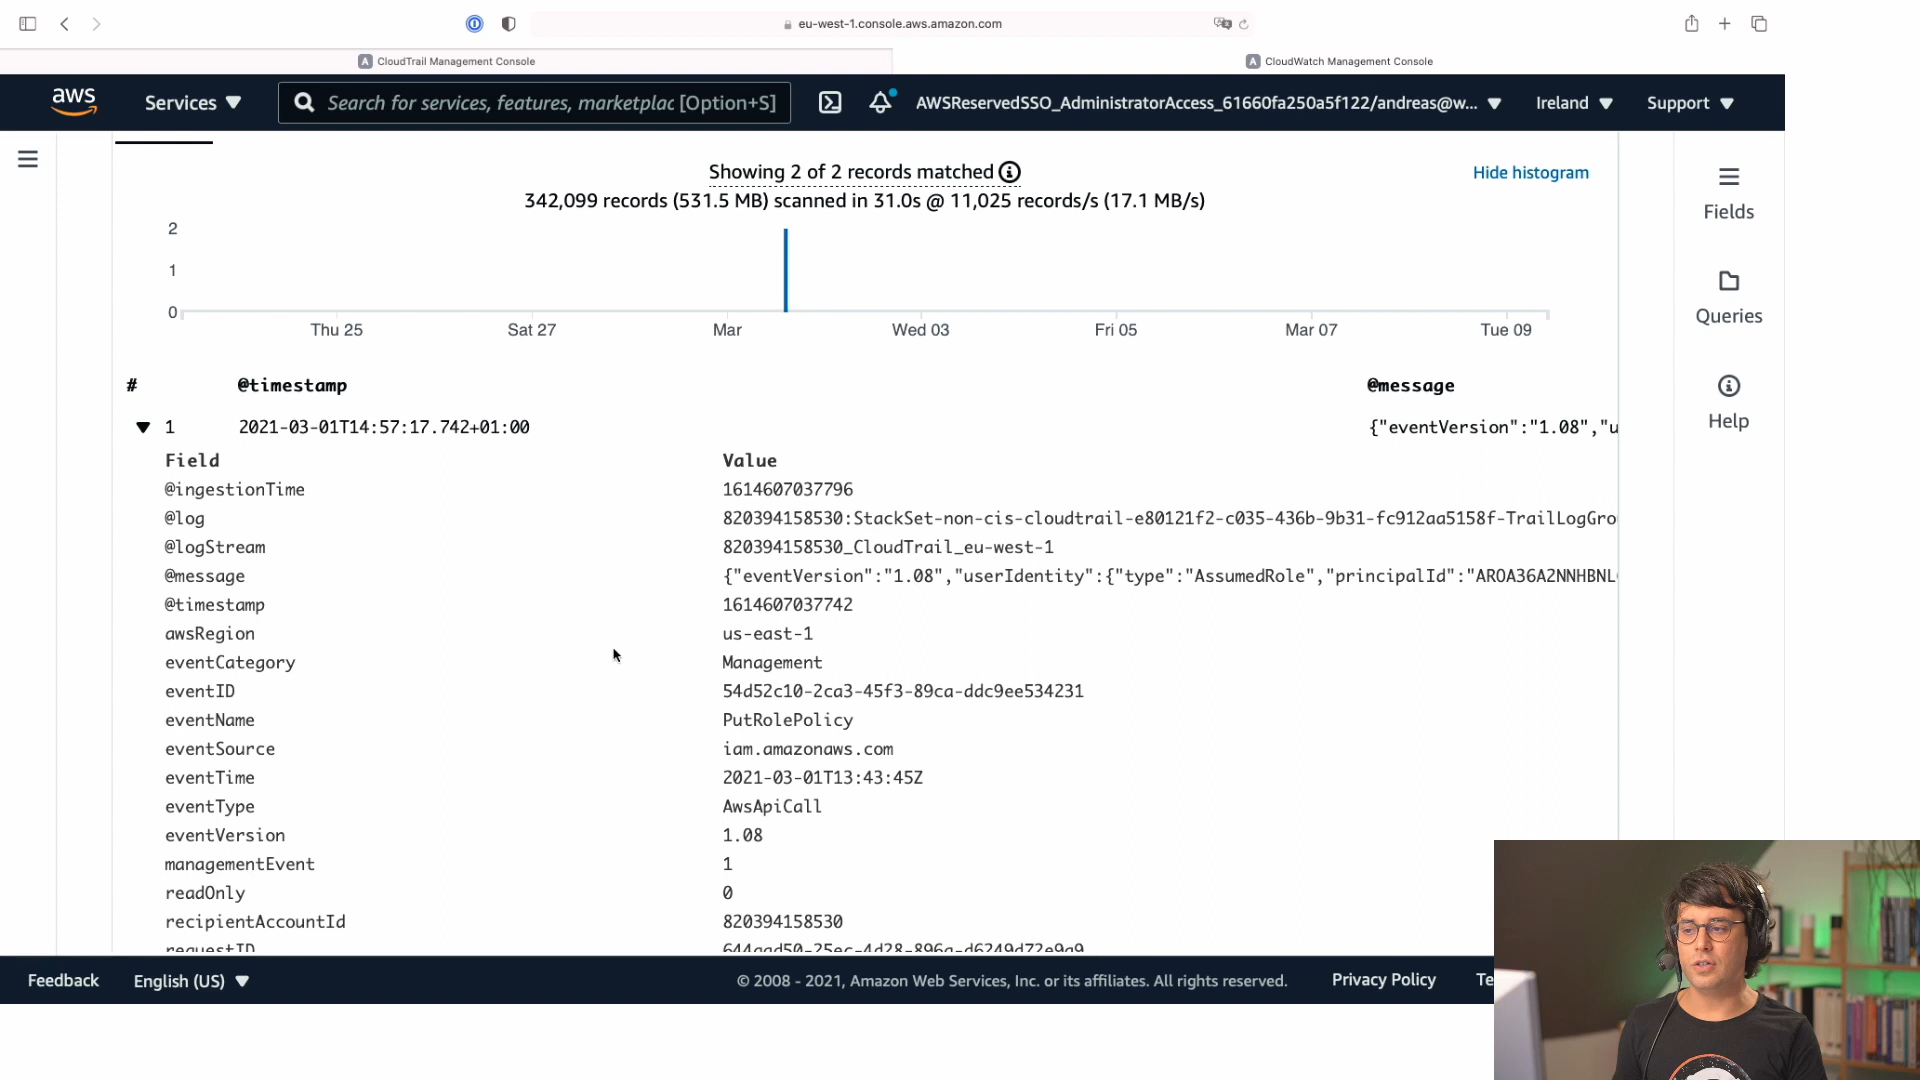 eu-west-1.console.aws.amazon.com
CloudTrail Management Console
CloudWatch Management Console
aws
Services
Search for services, features, marketplac [Option+S]
AWSReservedSSO_AdministratorAccess_61660fa250a5f122/andreas@w...
Ireland
Support
Showing 2 of 2 records matched
Hide histogram
342,099 records (531.5 MB) scanned in 31.0s @ 11,025 records/s (17.1 MB/s)
2
1
0
Thu 25 Sat 27 Mar Wed 03 Fri 05 Mar 07 Tue 09
Fields
Queries
Help
# @timestamp @message
1 2021-03-01T14:57:17.742+01:00 {"eventVersion":"1.08","u
Field Value
@ingestionTime 1614607037796
@log 820394158530:StackSet-non-cis-cloudtrail-e80121f2-c035-436b-9b31-fc912aa5158f-TrailLogGro
@logStream 820394158530_CloudTrail_eu-west-1
@message {"eventVersion":"1.08","userIdentity":{"type":"AssumedRole","principalId":"AROA36A2NNHBNL
@timestamp 1614607037742
awsRegion us-east-1
eventCategory Management
eventID 54d52c10-2ca3-45f3-89ca-ddc9ee534231
eventName PutRolePolicy
eventSource iam.amazonaws.com
eventTime 2021-03-01T13:43:45Z
eventType AwsApiCall
eventVersion 1.08
managementEvent 1
readOnly 0
recipientAccountId 820394158530
requestID
Feedback
English (US)
© 2008 - 2021, Amazon Web Services, Inc. or its affiliates. All rights reserved.
Privacy Policy
Te